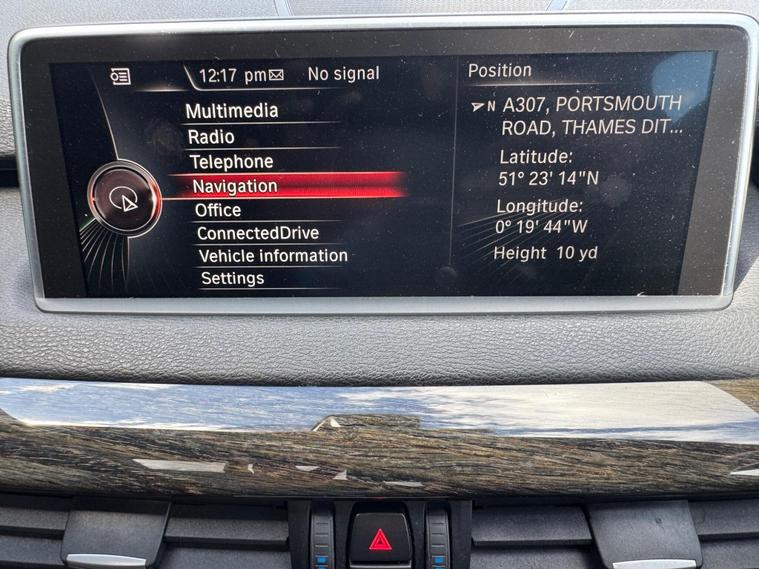 12:17 pm No signal
Multimedia
Radio
Telephone
Navigation
Office
ConnectedDrive
Vehicle information
Settings
Position
N A307, PORTSMOUTH
ROAD, THAMES DIT...
Latitude:
51° 23' 14"N
Longitude:
0° 19' 44"W
Height 10 yd